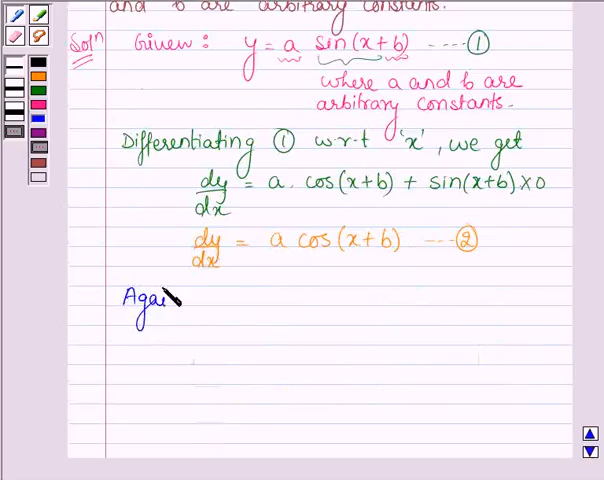 and b are arbitrary constants.
Solⁿ Given : y = a sin(x+b) ----- ①
where a and b are
arbitrary constants.
Differentiating ① w.r.t 'x', we get
dy/dx = a. cos(x+b) + sin(x+b) × 0
dy/dx = a cos(x+b) ---- ②
Agai